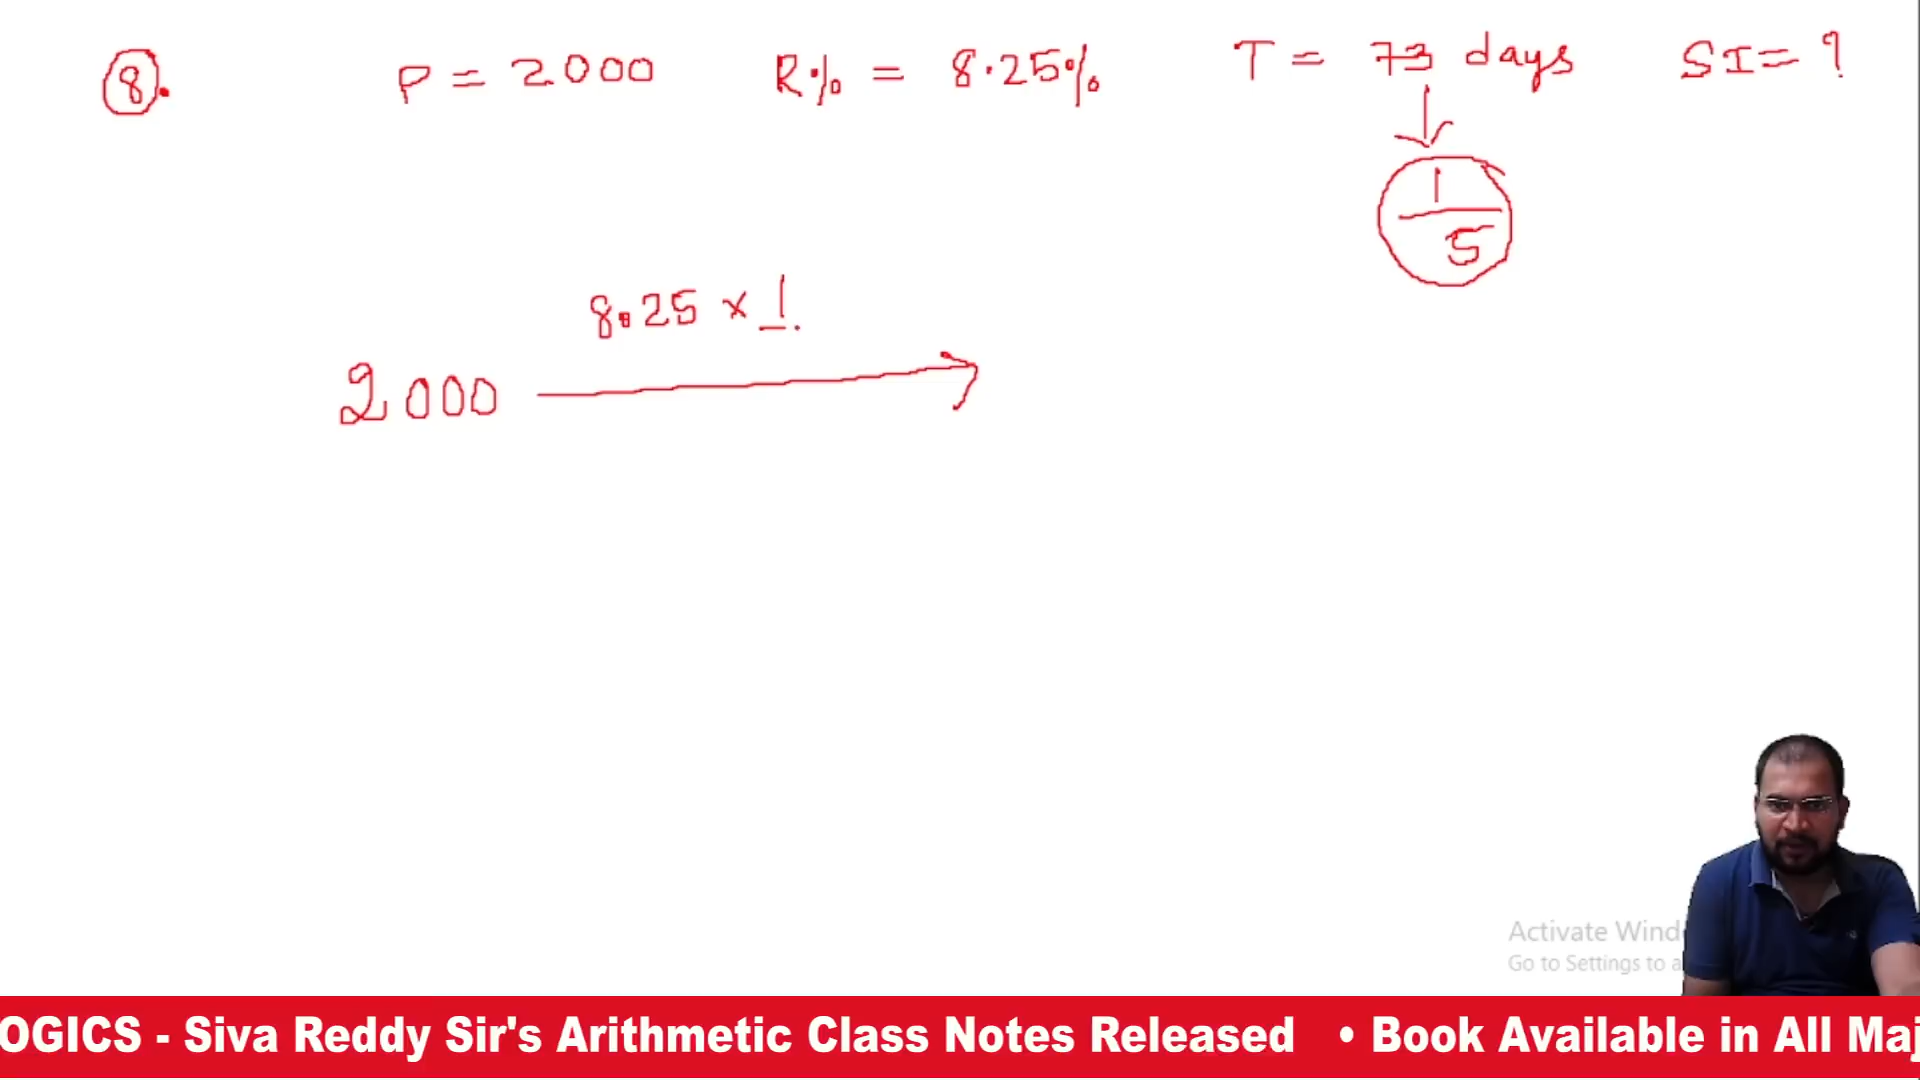 8. P = 2000 R% = 8.25% T = 73 days SI = ?
1
5
8.25 x 1
2000
Activate Wind
Go to Settings to a
OGICS - Siva Reddy Sir's Arithmetic Class Notes Released • Book Available in All Maj